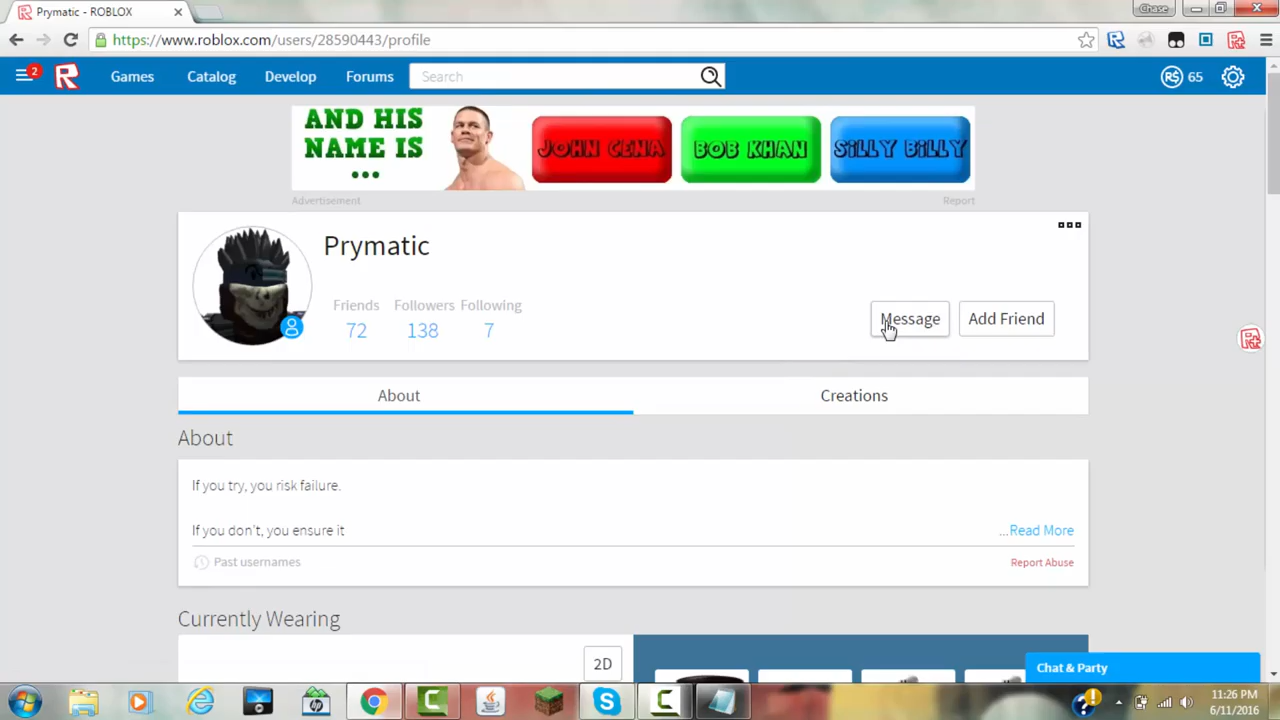 Prymatic - ROBLOX
Chase
https://www.roblox.com/users/28590443/profile
2
Games
Catalog
Develop
Forums
Search
R$ 65
AND HIS
NAME IS
...
JOHN CENA
BOB KHAN
SILLY BILLY
Advertisement
Report
Prymatic
Friends
Followers
Following
72
138
7
Message
Add Friend
About
Creations
About
If you try, you risk failure.
If you don't, you ensure it
...Read More
Past usernames
Report Abuse
Currently Wearing
2D
Chat & Party
11:26 PM
6/11/2016